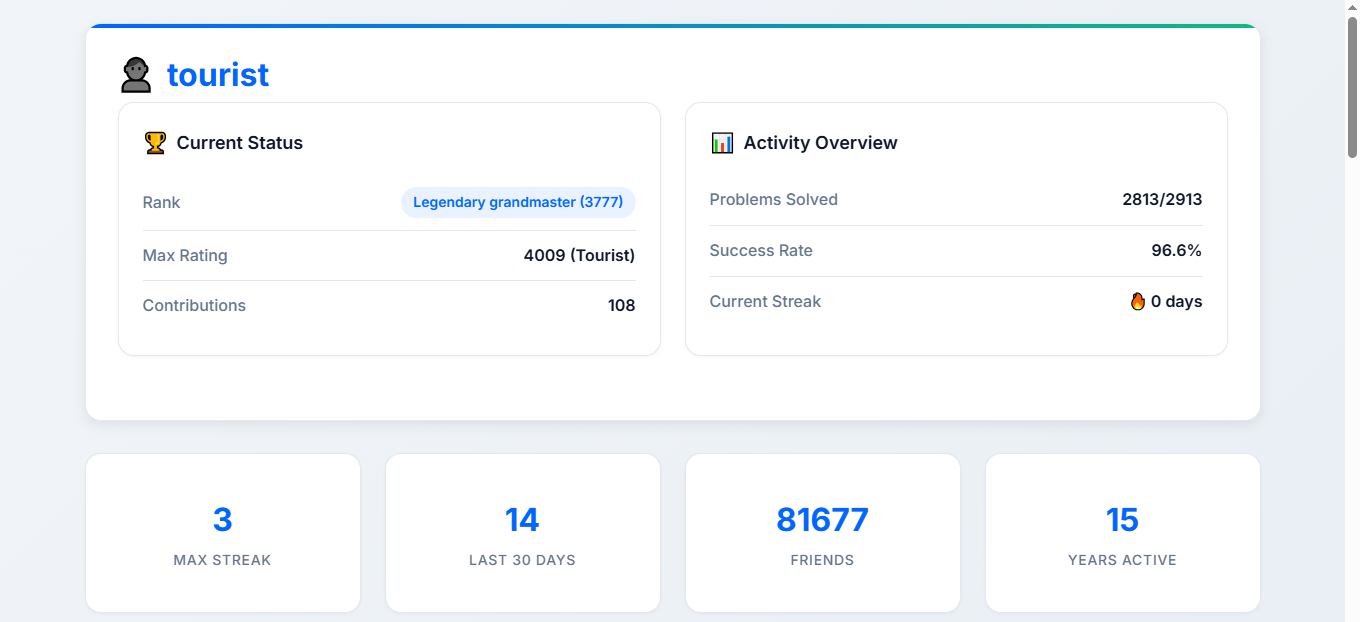 tourist
Current Status
Rank
Legendary grandmaster (3777)
Max Rating
4009 (Tourist)
Contributions
108
Activity Overview
Problems Solved
2813/2913
Success Rate
96.6%
Current Streak
🔥 0 days
3
MAX STREAK
14
LAST 30 DAYS
81677
FRIENDS
15
YEARS ACTIVE